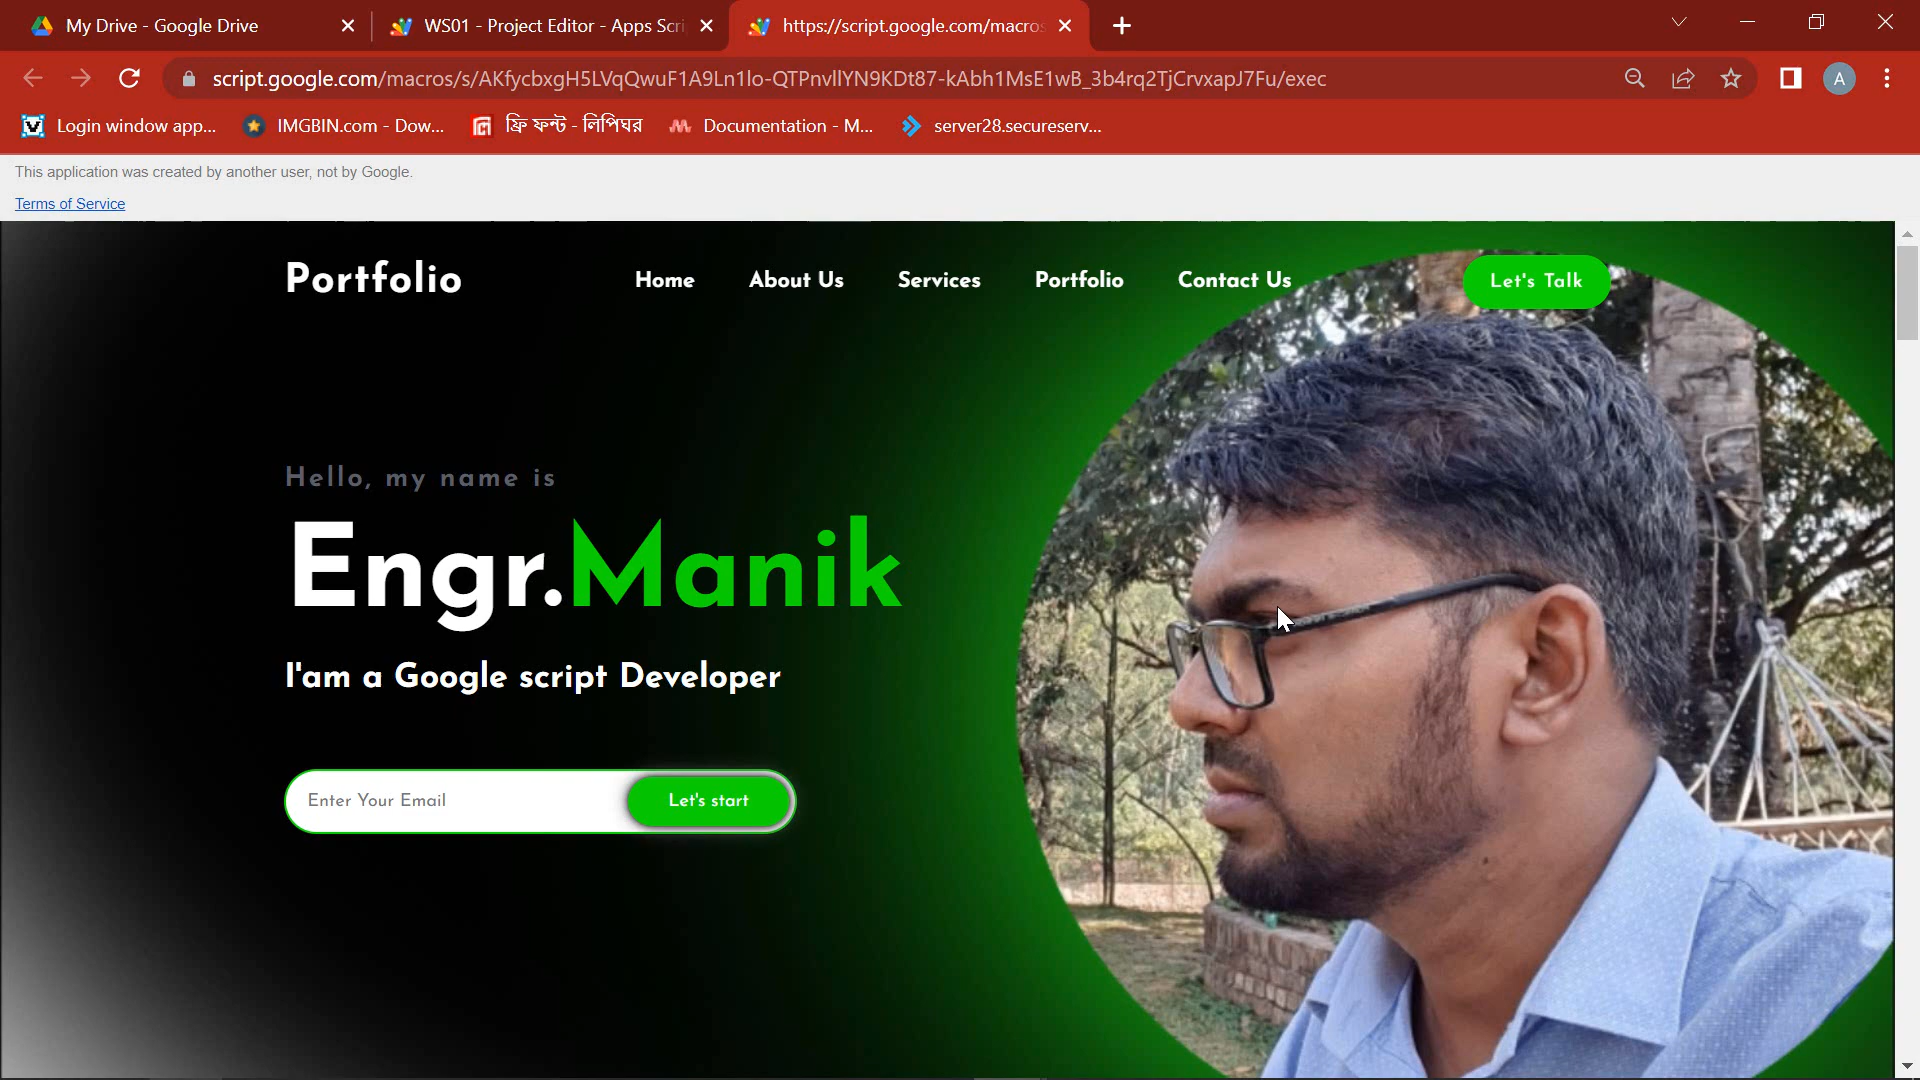 My Drive - Google Drive
WS01 - Project Editor - Apps Scri
https://script.google.com/macros
script.google.com/macros/s/AKfycbxgH5LVqQwuF1A9Ln1lo-QTPnvllYN9KDt87-kAbh1MsE1wB_3b4rq2TjCrvxapJ7Fu/exec
A
Login window app...
IMGBIN.com - Dow...
ফ্রি ফন্ট - লিপিঘর
Documentation - M...
server28.secureserv...
This application was created by another user, not by Google.
Terms of Service
Portfolio
Home
About Us
Services
Portfolio
Contact Us
Let's Talk
Hello, my name is
Engr.Manik
I'am a Google script Developer
Enter Your Email
Let's start